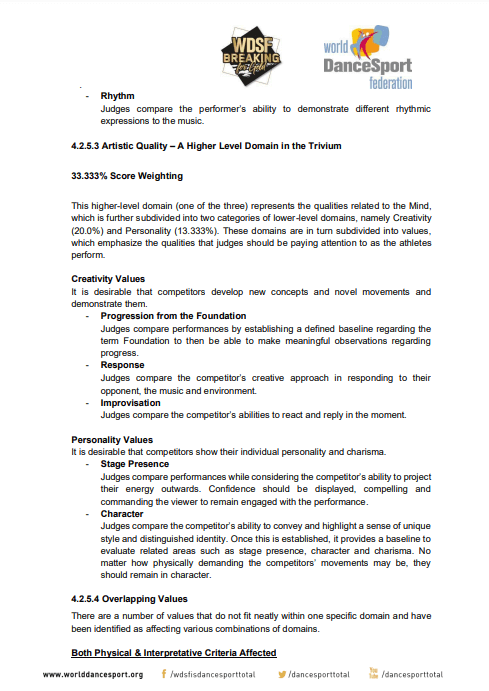 WDSF
BREAKING
for Gold
world
DanceSport
federation
- Rhythm
Judges compare the performer's ability to demonstrate different rhythmic
expressions to the music.
4.2.5.3 Artistic Quality – A Higher Level Domain in the Trivium
33.333% Score Weighting
This higher-level domain (one of the three) represents the qualities related to the Mind,
which is further subdivided into two categories of lower-level domains, namely Creativity
(20.0%) and Personality (13.333%). These domains are in turn subdivided into values,
which emphasize the qualities that judges should be paying attention to as the athletes
perform.
Creativity Values
It is desirable that competitors develop new concepts and novel movements and
demonstrate them.
- Progression from the Foundation
Judges compare performances by establishing a defined baseline regarding the
term Foundation to then be able to make meaningful observations regarding
progress.
- Response
Judges compare the competitor's creative approach in responding to their
opponent, the music and environment.
- Improvisation
Judges compare the competitor's abilities to react and reply in the moment.
Personality Values
It is desirable that competitors show their individual personality and charisma.
- Stage Presence
Judges compare performances while considering the competitor's ability to project
their energy outwards. Confidence should be displayed, compelling and
commanding the viewer to remain engaged with the performance.
- Character
Judges compare the competitor's ability to convey and highlight a sense of unique
style and distinguished identity. Once this is established, it provides a baseline to
evaluate related areas such as stage presence, character and charisma. No
matter how physically demanding the competitors' movements may be, they
should remain in character.
4.2.5.4 Overlapping Values
There are a number of values that do not fit neatly within one specific domain and have
been identified as affecting various combinations of domains.
Both Physical & Interpretative Criteria Affected
www.worlddancesport.org f /wdsfisdancesporttotal /dancesporttotal You Tube /dancesporttotal